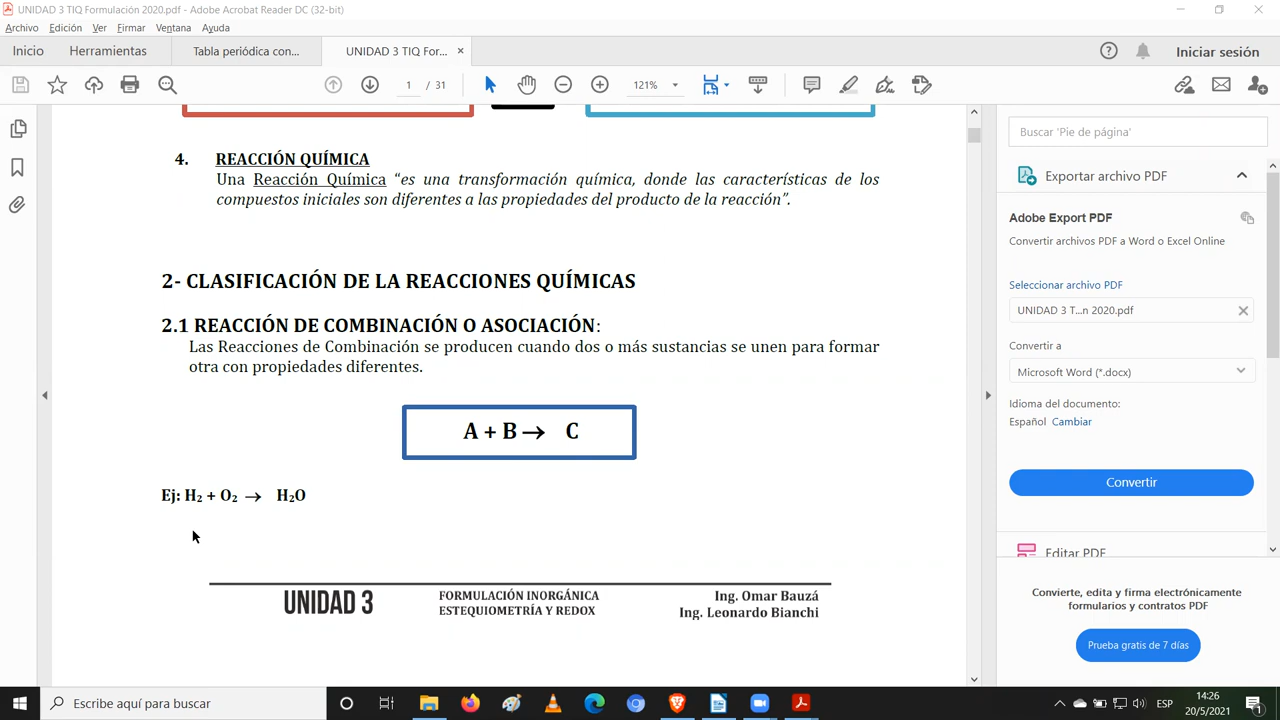 UNIDAD 3 TIQ Formulación 2020.pdf - Adobe Acrobat Reader DC (32-bit)
Archivo Edición Ver Firmar Ventana Ayuda
Inicio Herramientas Tabla periódica con... UNIDAD 3 TIQ For... × Iniciar sesión
1 / 31 121%
4. REACCIÓN QUÍMICA
Una Reacción Química “es una transformación química, donde las características de los
compuestos iniciales son diferentes a las propiedades del producto de la reacción”.
2- CLASIFICACIÓN DE LA REACCIONES QUÍMICAS
2.1 REACCIÓN DE COMBINACIÓN O ASOCIACIÓN:
Las Reacciones de Combinación se producen cuando dos o más sustancias se unen para formar
otra con propiedades diferentes.
A + B → C
Ej: H₂ + O₂ → H₂O
UNIDAD 3
FORMULACIÓN INORGÁNICA
ESTEQUIOMETRÍA Y REDOX
Ing. Omar Bauzá
Ing. Leonardo Bianchi
Buscar 'Pie de página'
Exportar archivo PDF
Adobe Export PDF
Convertir archivos PDF a Word o Excel Online
Seleccionar archivo PDF
UNIDAD 3 T...n 2020.pdf
Convertir a
Microsoft Word (*.docx)
Idioma del documento:
Español Cambiar
Convertir
Editar PDF
Convierte, edita y firma electrónicamente
formularios y contratos PDF
Prueba gratis de 7 días
Escribe aquí para buscar
ESP
14:26
20/5/2021